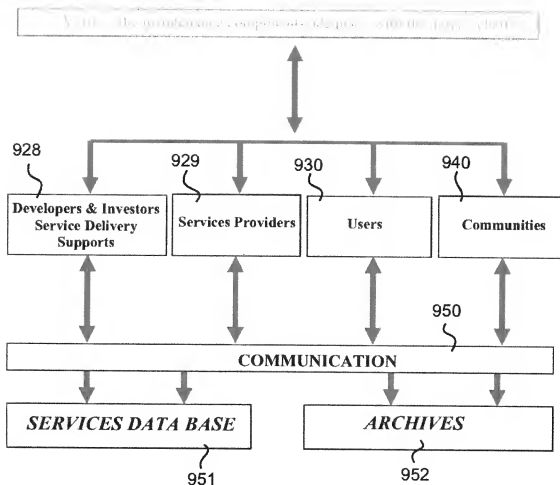 928
929
930
940
Developers & Investors
Service Delivery
Supports
Services Providers
Users
Communities
950
COMMUNICATION
SERVICES DATA BASE
ARCHIVES
951
952